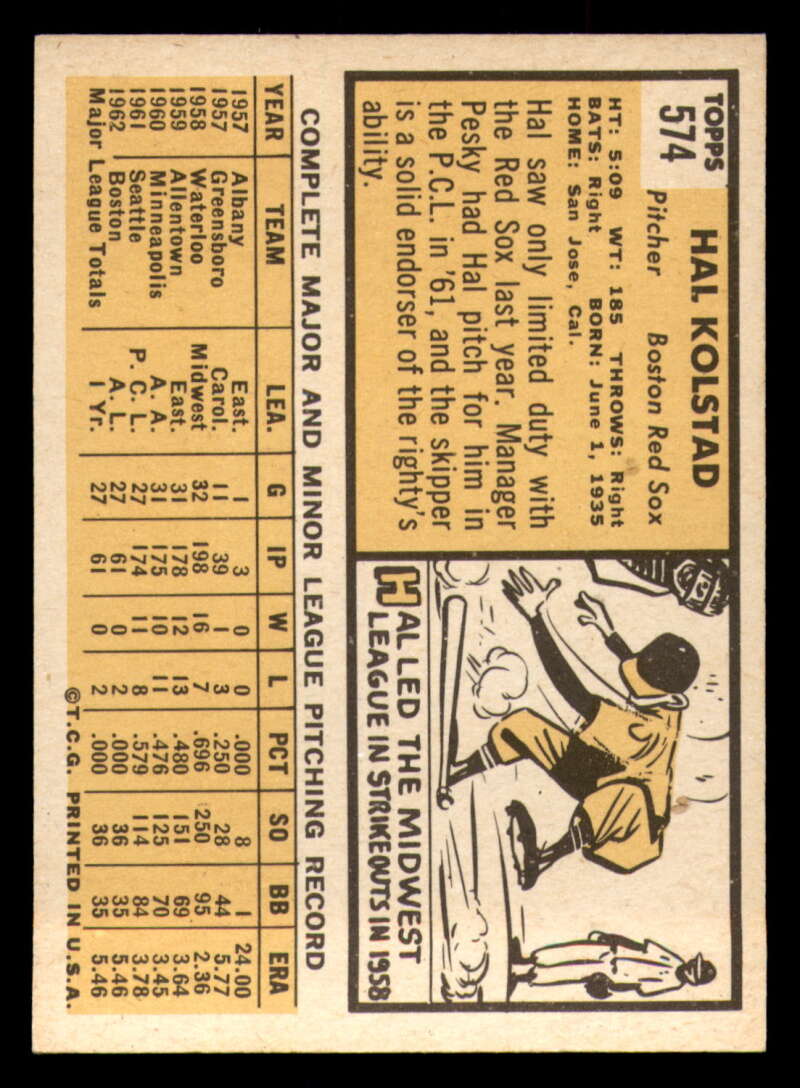 TOPPS
574
HAL KOLSTAD
Pitcher Boston Red Sox
HT: 5:09 WT: 185 THROWS: Right
BATS: Right BORN: June 1, 1935
HOME: San Jose, Cal.
Hal saw only limited duty with
the Red Sox last year. Manager
Pesky had Hal pitch for him in
the P.C.L. in '61, and the skipper
is a solid endorser of the righty's
ability.
HAL LED THE MIDWEST
LEAGUE IN STRIKEOUTS IN 1958
COMPLETE MAJOR AND MINOR LEAGUE PITCHING RECORD
YEAR TEAM LEA. G IP W L PCT SO BB ERA
1957 Albany East. 1 3 0 0 .000 8 1 24.00
1957 Greensboro Carol. 11 39 1 3 .250 28 44 5.77
1958 Waterloo Midwest 32 198 16 7 .696 250 95 2.36
1959 Allentown East. 31 178 12 13 .480 151 69 3.64
1960 Minneapolis A. A. 31 175 10 11 .476 125 70 3.45
1961 Seattle P. C. L. 27 174 11 8 .579 114 84 3.78
1962 Boston A. L. 27 61 0 2 .000 36 35 5.46
Major League Totals 1 Yr. 27 61 0 2 .000 36 35 5.46
©T.C.G. PRINTED IN U.S.A.